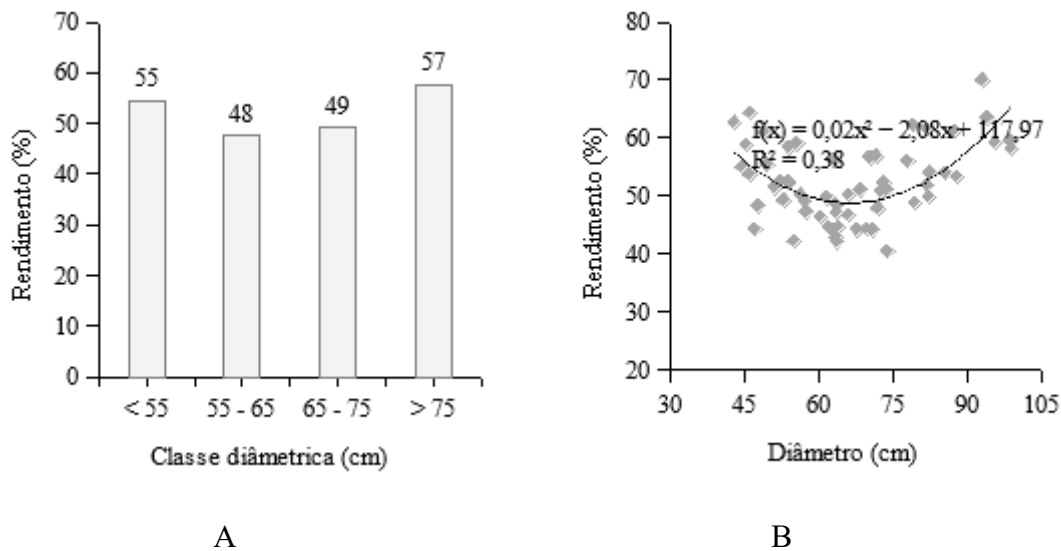 70
60
50
40
30
20
10
0
Rendimento (%)
55
48
49
57
< 55
55 - 65
65 - 75
> 75
Classe diâmetrica (cm)
A
80
70
60
50
40
30
20
Rendimento (%)
f(x) = 0,02x² − 2,08x + 117,97
R² = 0,38
30
45
60
75
90
105
Diâmetro (cm)
B